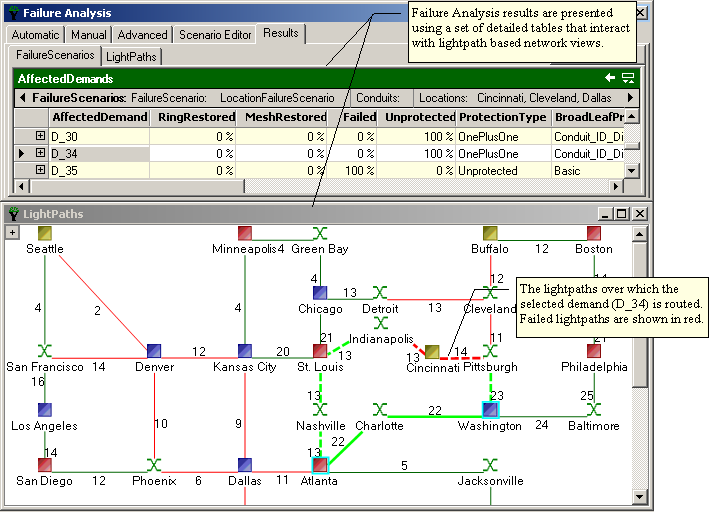 Failure Analysis
Failure Analysis results are presented
using a set of detailed tables that interact
with lightpath based network views.
Automatic Manual Advanced Scenario Editor Results
FailureScenarios LightPaths
AffectedDemands
FailureScenarios: FailureScenario: LocationFailureScenario Conduits: Locations: Cincinnati, Cleveland, Dallas
AffectedDemand RingRestored MeshRestored Failed Unprotected ProtectionType BroadLeafPr
D_30 0 % 0 % 0 % 100 % OnePlusOne Conduit_ID_Di
D_34 0 % 0 % 0 % 100 % OnePlusOne Conduit_ID_Di
D_35 0 % 0 % 100 % 0 % Unprotected Basic
LightPaths
Seattle Minneapolis 4 Green Bay Buffalo 12 Boston
4 12 14
The lightpaths over which the
selected demand (D_34) is routed.
Failed lightpaths are shown in red.
Chicago 13 Detroit 13 Cleveland
4 2 21 Indianapolis 11
San Francisco 14 Denver 12 Kansas City 20 St. Louis 13 13 Cincinnati 14 Pittsburgh Philadelphia
16 13 23 25
Los Angeles 10 9 Nashville Charlotte 22 Washington 24 Baltimore
14 13 22
San Diego 12 Phoenix 6 Dallas 11 Atlanta 5 Jacksonville